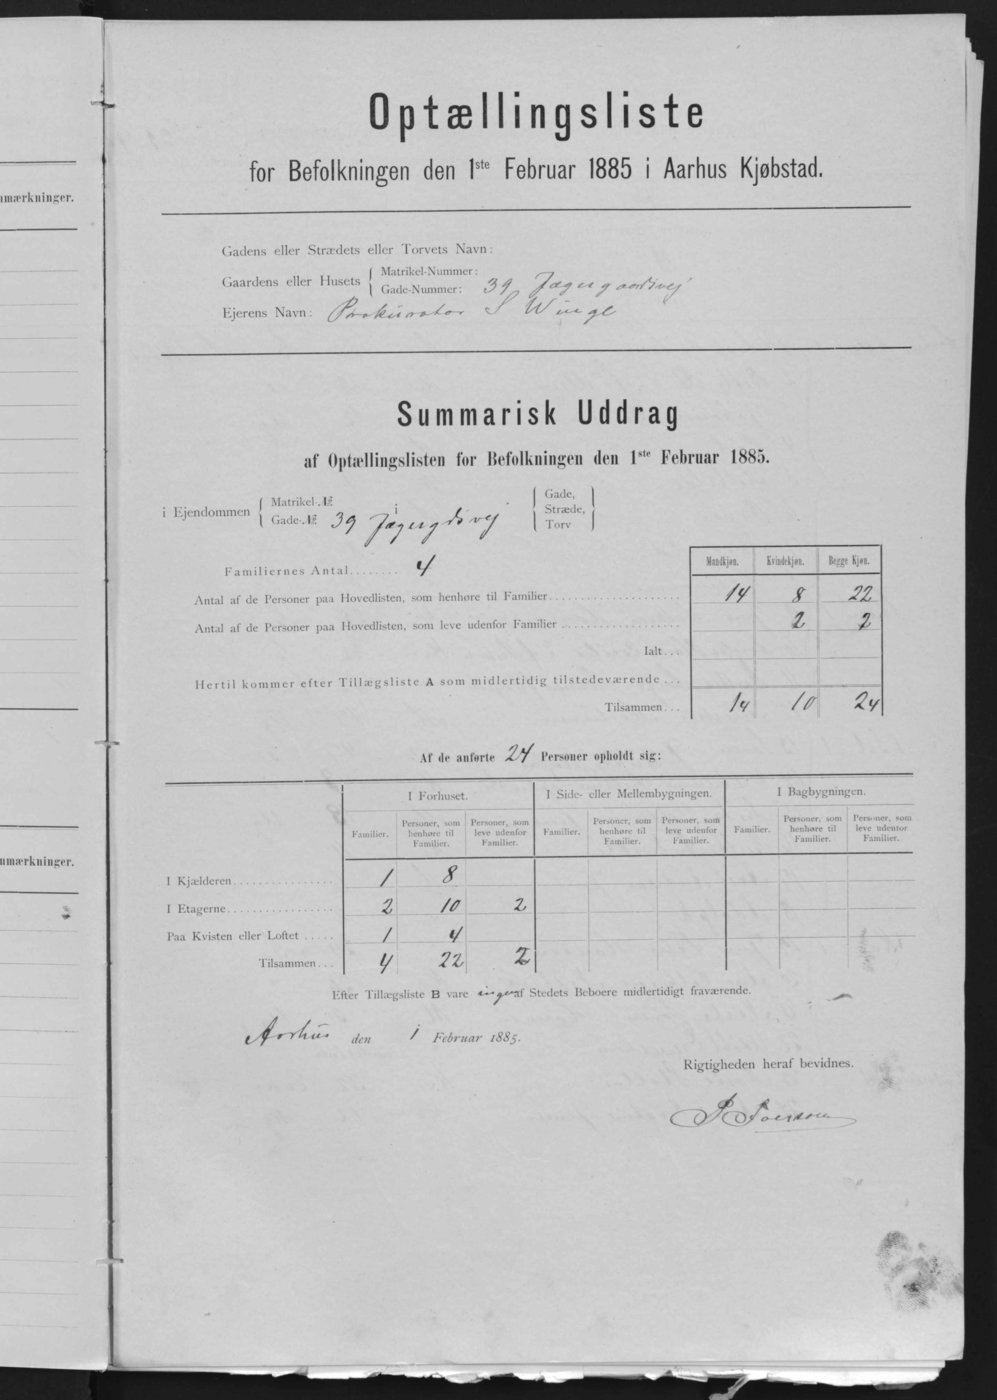 mærkninger.
mærkninger.
Optællingsliste
for Befolkningen den 1ste Februar 1885 i Aarhus Kjøbstad.
Gadens eller Strædets eller Torvets Navn:
Gaardens eller Husets
Matrikel-Nummer:
Gade-Nummer: 39 Jægergaardsvej
Ejerens Navn: Prokurator S Winge
Summarisk Uddrag
af Optællingslisten for Befolkningen den 1ste Februar 1885.
i Ejendommen
Matrikel-№
Gade-№ 39 i Jægergdsvej
Gade,
Stræde,
Torv
Familiernes Antal........ 4
Mandkjøn. Kvindekjøn. Begge Kjøn.
Antal af de Personer paa Hovedlisten, som henhøre til Familier 14 8 22
Antal af de Personer paa Hovedlisten, som leve udenfor Familier 2 2
Ialt...
Hertil kommer efter Tillægsliste A som midlertidig tilstedeværende ...
Tilsammen... 14 10 24
Af de anførte 24 Personer opholdt sig:
I Forhuset. I Side- eller Mellembygningen. I Bagbygningen.
Familier. Personer, som henhøre til Familier. Personer, som leve udenfor Familier. Familier. Personer, som henhøre til Familier. Personer, som leve udenfor Familier. Familier. Personer, som henhøre til Familier. Personer, som leve udenfor Familier.
I Kjælderen 1 8
I Etagerne 2 10 2
Paa Kvisten eller Loftet 1 4
Tilsammen... 4 22 2
Efter Tillægsliste B vare ingen af Stedets Beboere midlertidigt fraværende.
Aarhus den 1 Februar 1885.
Rigtigheden heraf bevidnes.